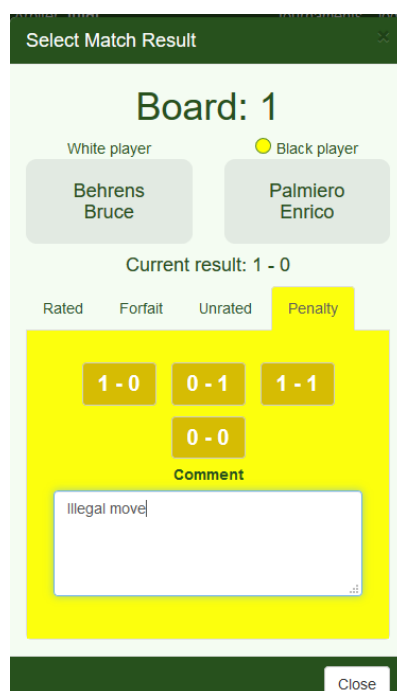 Select Match Result
×
Board: 1
White player
Black player
Behrens
Bruce
Palmiero
Enrico
Current result: 1 - 0
Rated
Forfait
Unrated
Penalty
1 - 0
0 - 1
1 - 1
0 - 0
Comment
Illegal move
Close